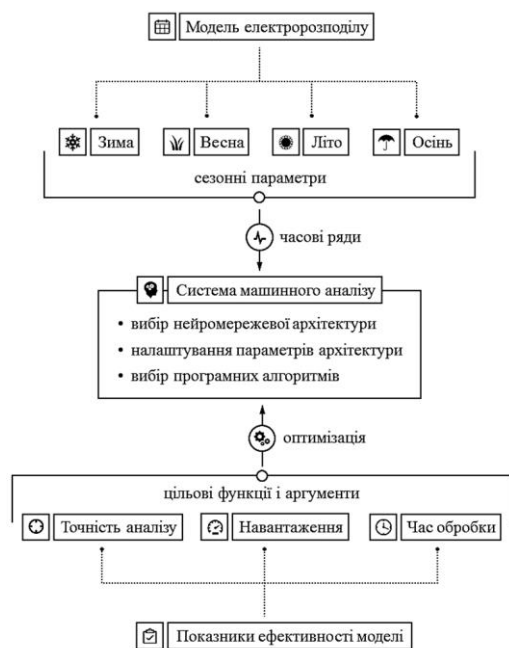 Модель електророзподілу
Зима
Весна
Літо
Осінь
сезонні параметри
часові ряди
Система машинного аналізу
• вибір нейромережевої архітектури
• налаштування параметрів архітектури
• вибір програмних алгоритмів
оптимізація
цільові функції і аргументи
Точність аналізу
Навантаження
Час обробки
Показники ефективності моделі